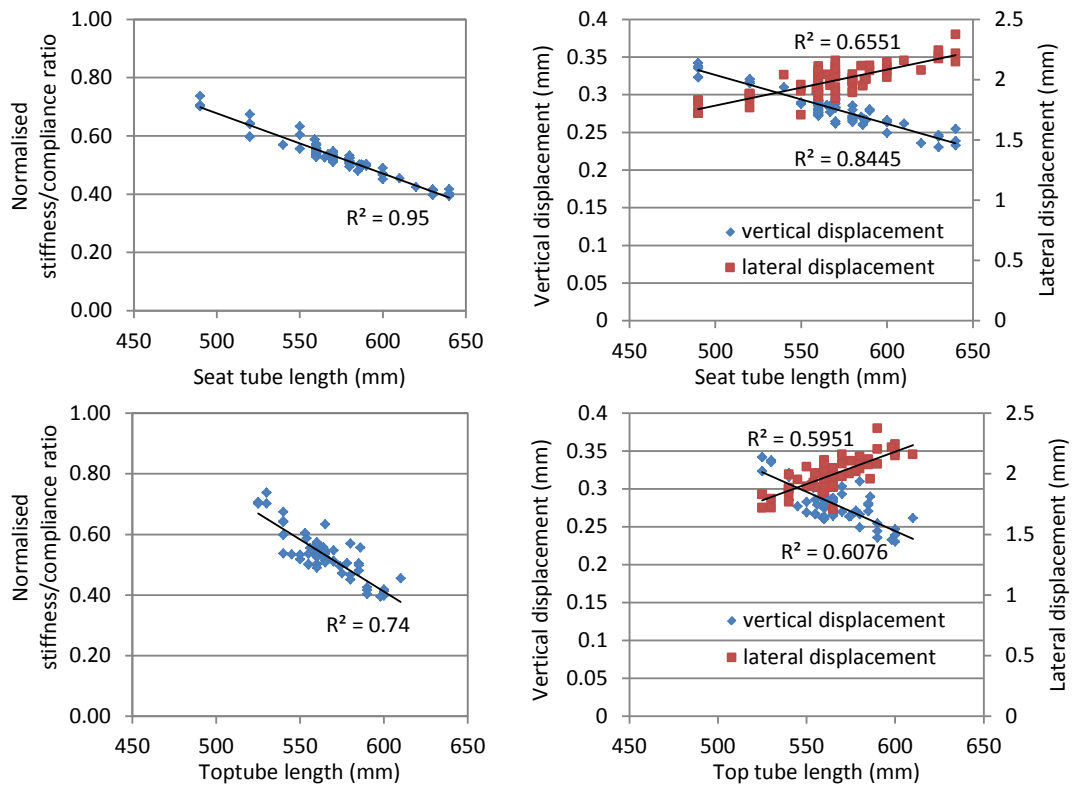 Normalised
stiffness/compliance ratio
1.00
0.80
0.60
0.40
0.20
0.00
R² = 0.95
450 500 550 600 650
Seat tube length (mm)
Vertical displacement (mm)
0.4
0.35
0.3
0.25
0.2
0.15
0.1
0.05
0
R² = 0.6551
R² = 0.8445
vertical displacement
lateral displacement
2.5
2
1.5
1
0.5
0
Lateral displacement (mm)
450 500 550 600 650
Seat tube length (mm)
Normalised
stiffness/compliance ratio
1.00
0.80
0.60
0.40
0.20
0.00
R² = 0.74
450 500 550 600 650
Toptube length (mm)
Vertical displacement (mm)
0.4
0.35
0.3
0.25
0.2
0.15
0.1
0.05
0
R² = 0.5951
R² = 0.6076
vertical displacement
lateral displacement
2.5
2
1.5
1
0.5
0
Lateral displacement (mm)
450 500 550 600 650
Top tube length (mm)